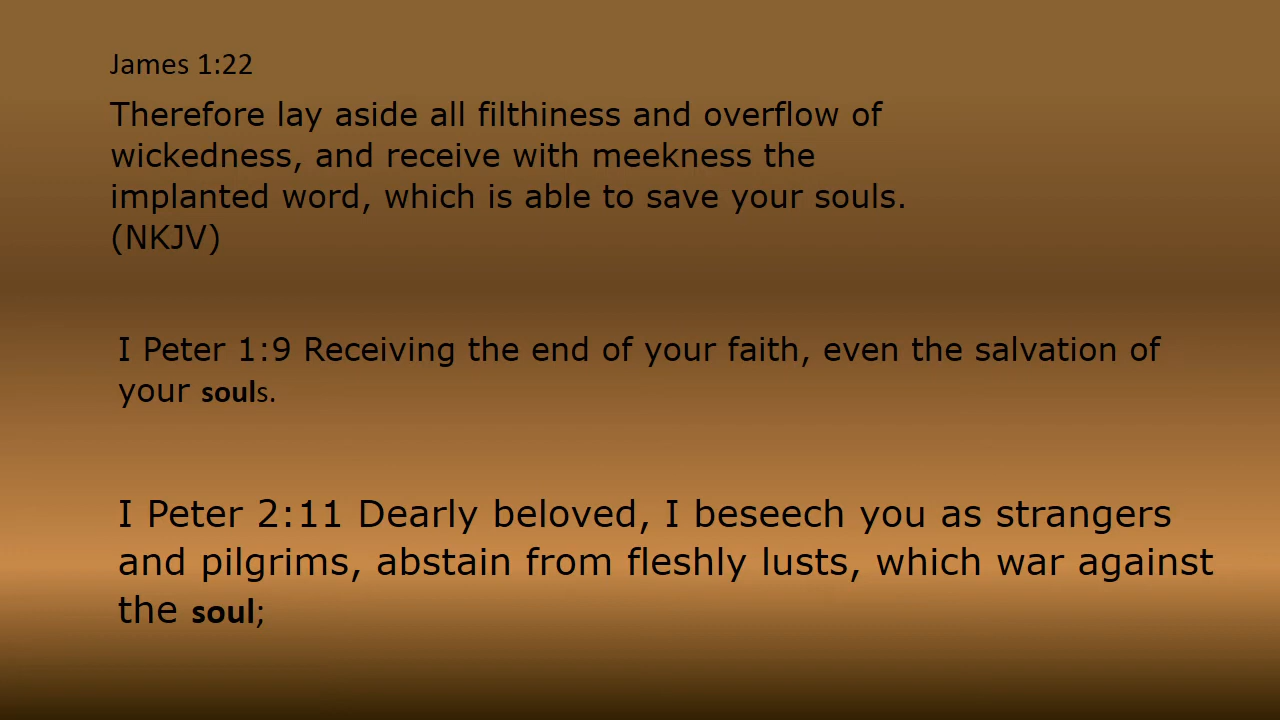 James 1:22
Therefore lay aside all filthiness and overflow of
wickedness, and receive with meekness the
implanted word, which is able to save your souls.
(NKJV)
I Peter 1:9 Receiving the end of your faith, even the salvation of
your souls.
I Peter 2:11 Dearly beloved, I beseech you as strangers
and pilgrims, abstain from fleshly lusts, which war against
the soul;